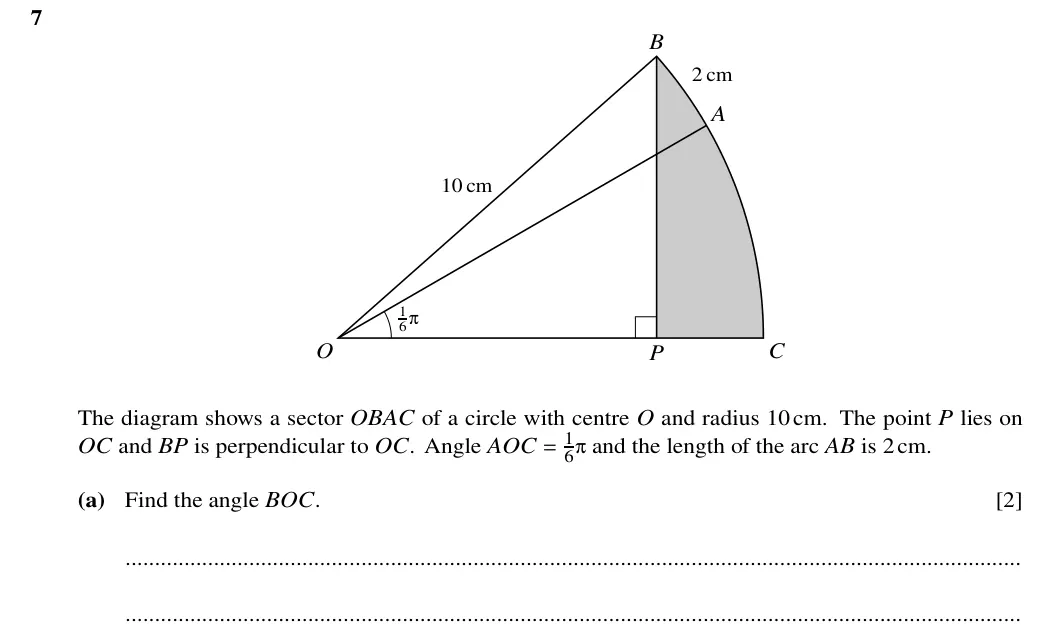 7
B
2 cm
A
10 cm
1/6 π
O
P
C
The diagram shows a sector OBAC of a circle with centre O and radius 10 cm. The point P lies on
OC and BP is perpendicular to OC. Angle AOC = 1/6 π and the length of the arc AB is 2 cm.
(a) Find the angle BOC. [2]